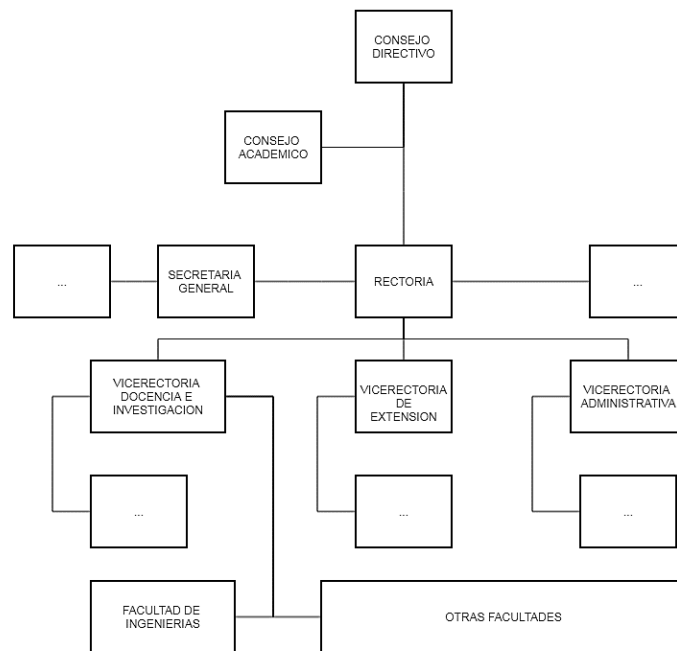 CONSEJO
DIRECTIVO
CONSEJO
ACADEMICO
...
SECRETARIA
GENERAL
RECTORIA
...
VICERECTORIA
DOCENCIA E
INVESTIGACION
VICERECTORIA
DE
EXTENSION
VICERECTORIA
ADMINISTRATIVA
...
...
...
FACULTAD DE
INGENIERIAS
OTRAS FACULTADES